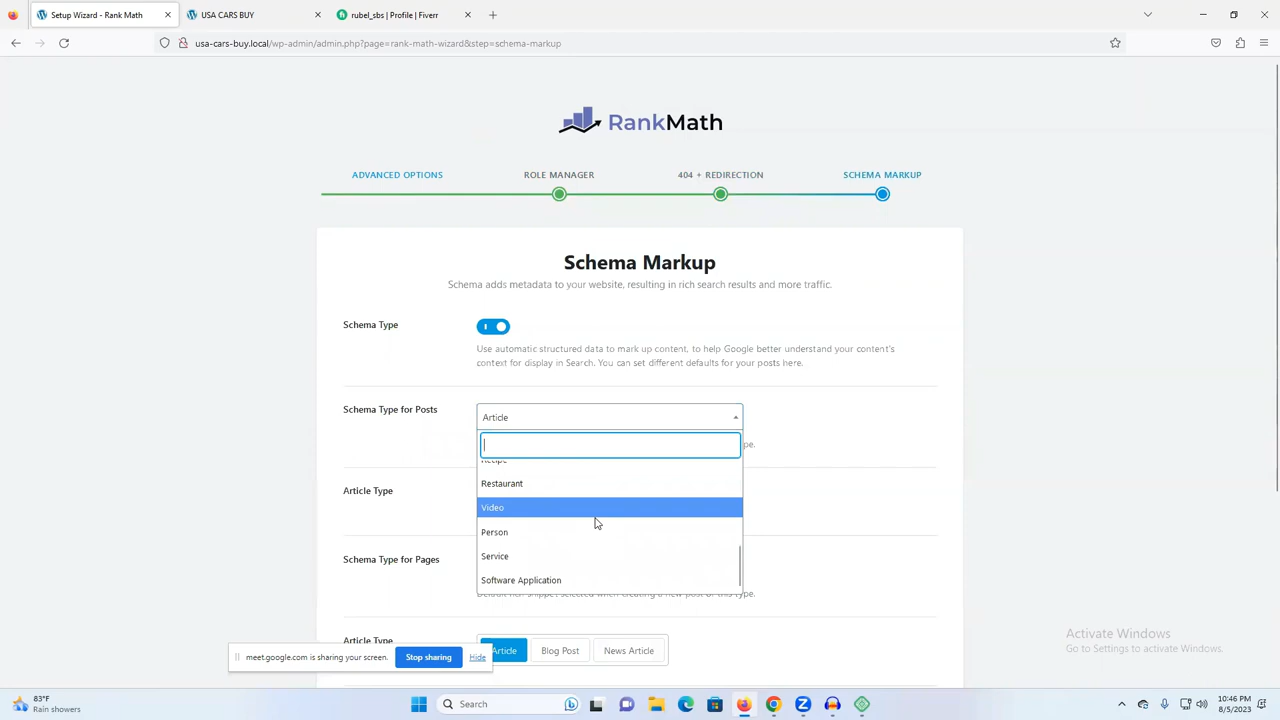 Setup Wizard - Rank Math
USA CARS BUY
rubel_sbs | Profile | Fiverr
usa-cars-buy.local/wp-admin/admin.php?page=rank-math-wizard&step=schema-markup
RankMath
ADVANCED OPTIONS
ROLE MANAGER
404 + REDIRECTION
SCHEMA MARKUP
Schema Markup
Schema adds metadata to your website, resulting in rich search results and more traffic.
Schema Type
Use automatic structured data to mark up content, to help Google better understand your content's
context for display in Search. You can set different defaults for your posts here.
Schema Type for Posts
Article
pe.
Recipe
Restaurant
Article Type
Video
Person
Schema Type for Pages
Service
Software Application
Default rich snippet selected when creating a new post of this type.
Article Type
Article
Blog Post
News Article
meet.google.com is sharing your screen.
Stop sharing
Hide
Activate Windows
Go to Settings to activate Windows.
83°F
Rain showers
Search
10:46 PM
8/5/2023